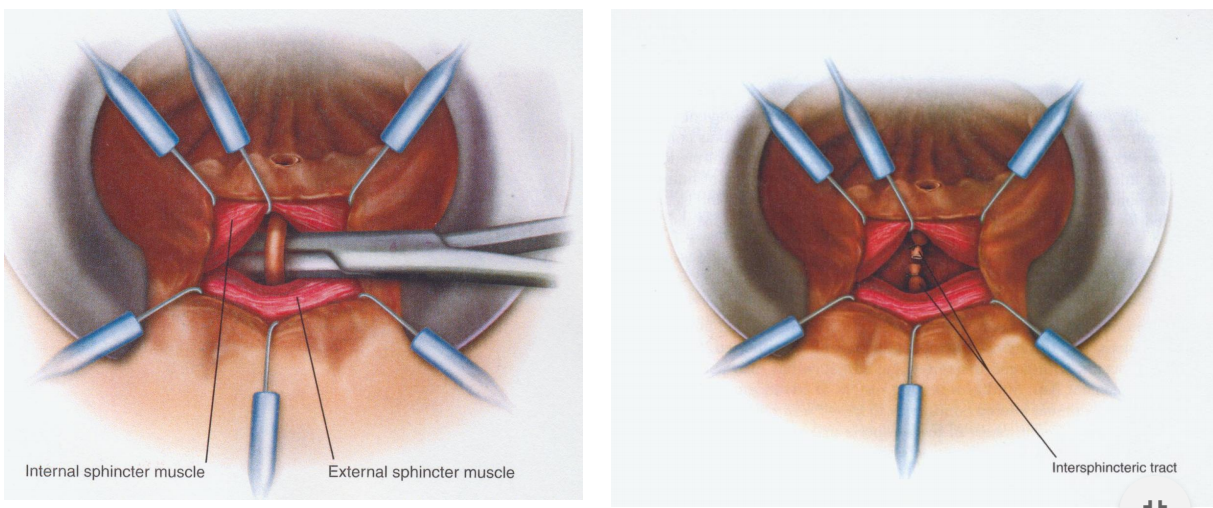 Internal sphincter muscle
External sphincter muscle
Intersphincteric tract